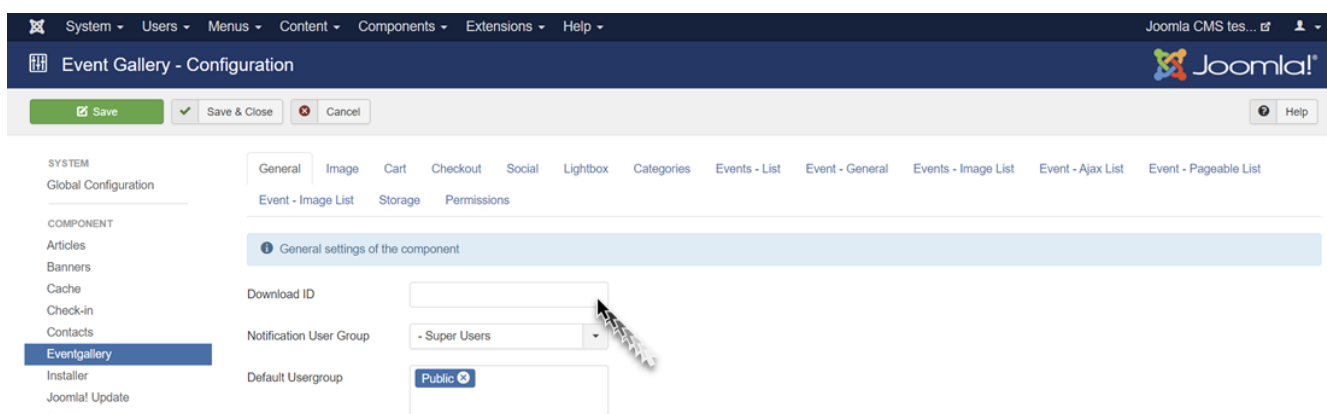 System Users Menus Content Components Extensions Help Joomla CMS tes...
Event Gallery - Configuration Joomla!®
Save Save & Close Cancel Help
SYSTEM
Global Configuration
COMPONENT
Articles
Banners
Cache
Check-in
Contacts
Eventgallery
Installer
Joomla! Update
General Image Cart Checkout Social Lightbox Categories Events - List Event - General Events - Image List Event - Ajax List Event - Pageable List
Event - Image List Storage Permissions
General settings of the component
Download ID
Notification User Group - Super Users
Default Usergroup Public